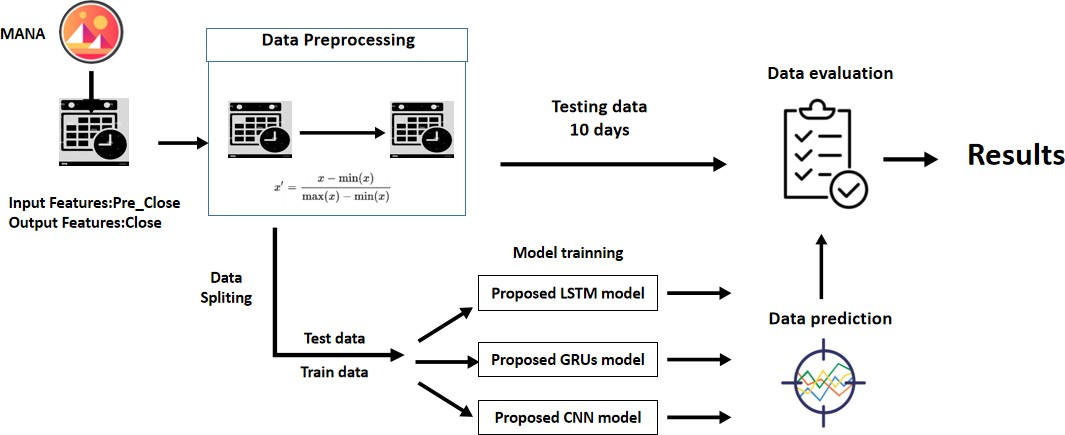 MANA
Data Preprocessing
x′ = x − min(x) / max(x) − min(x)
Input Features:Pre_Close
Output Features:Close
Testing data
10 days
Data evaluation
Results
Data
Spliting
Test data
Train data
Model trainning
Proposed LSTM model
Proposed GRUs model
Proposed CNN model
Data prediction